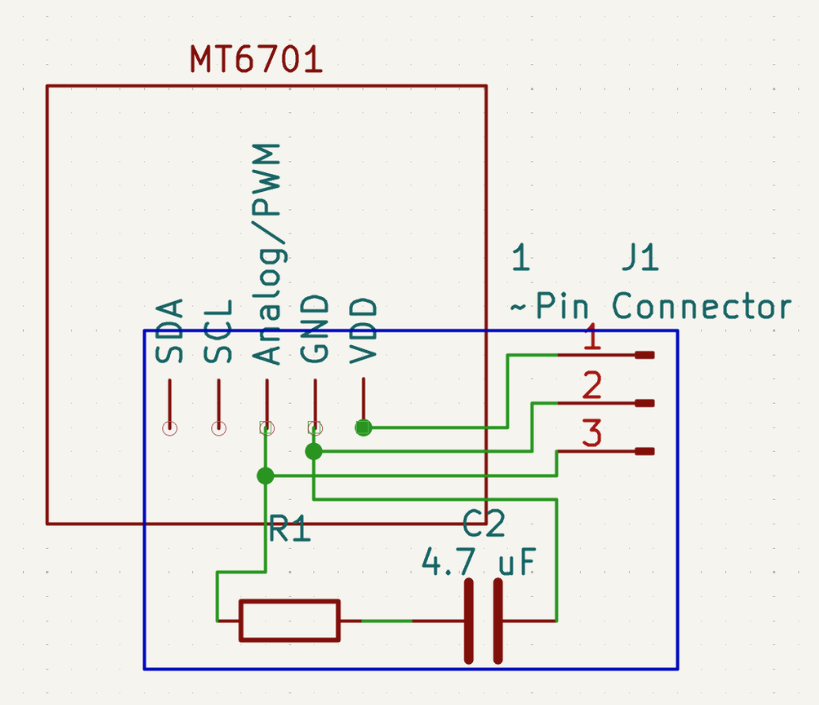 MT6701
SDA
SCL
Analog/PWM
GND
VDD
1
J1
~Pin Connector
1
2
3
R1
C2
4.7 uF